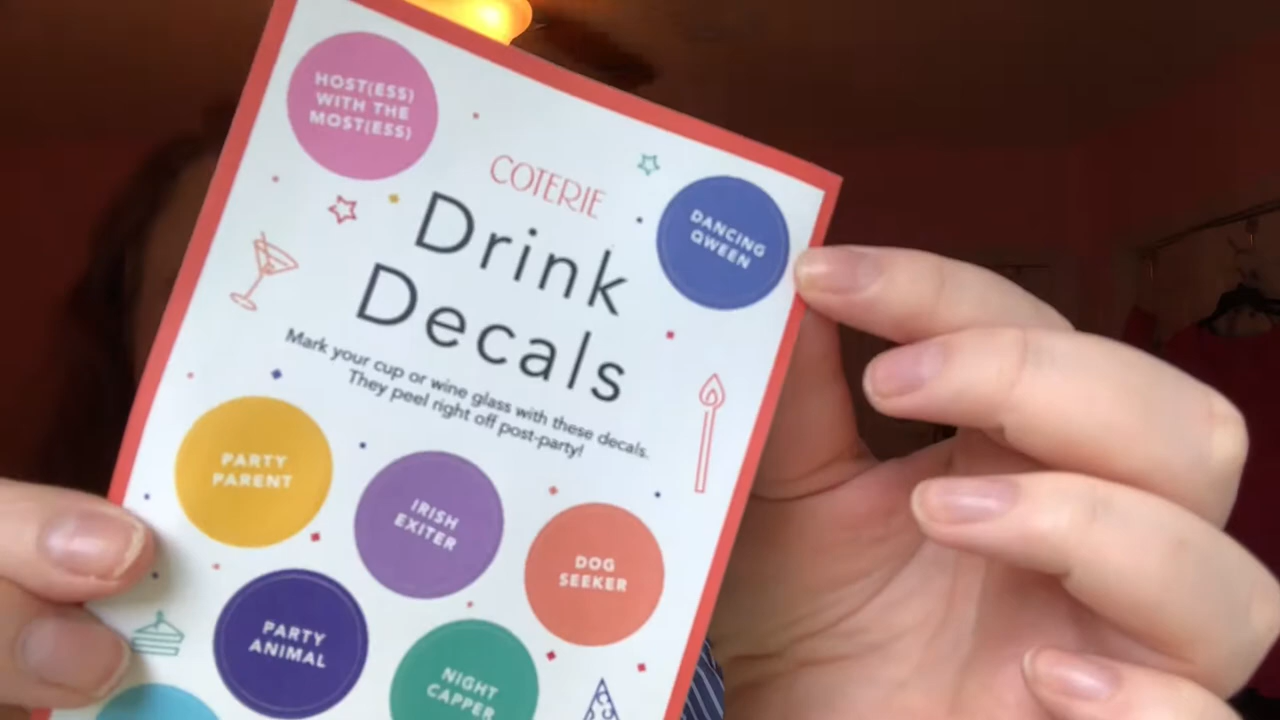 HOST(ESS)
WITH THE
MOST(ESS)
COTERIE
DANCING
QWEEN
Drink
Decals
Mark your cup or wine glass with these decals.
They peel right off post-party!
PARTY
PARENT
IRISH
EXITER
DOG
SEEKER
PARTY
ANIMAL
NIGHT
CAPPER